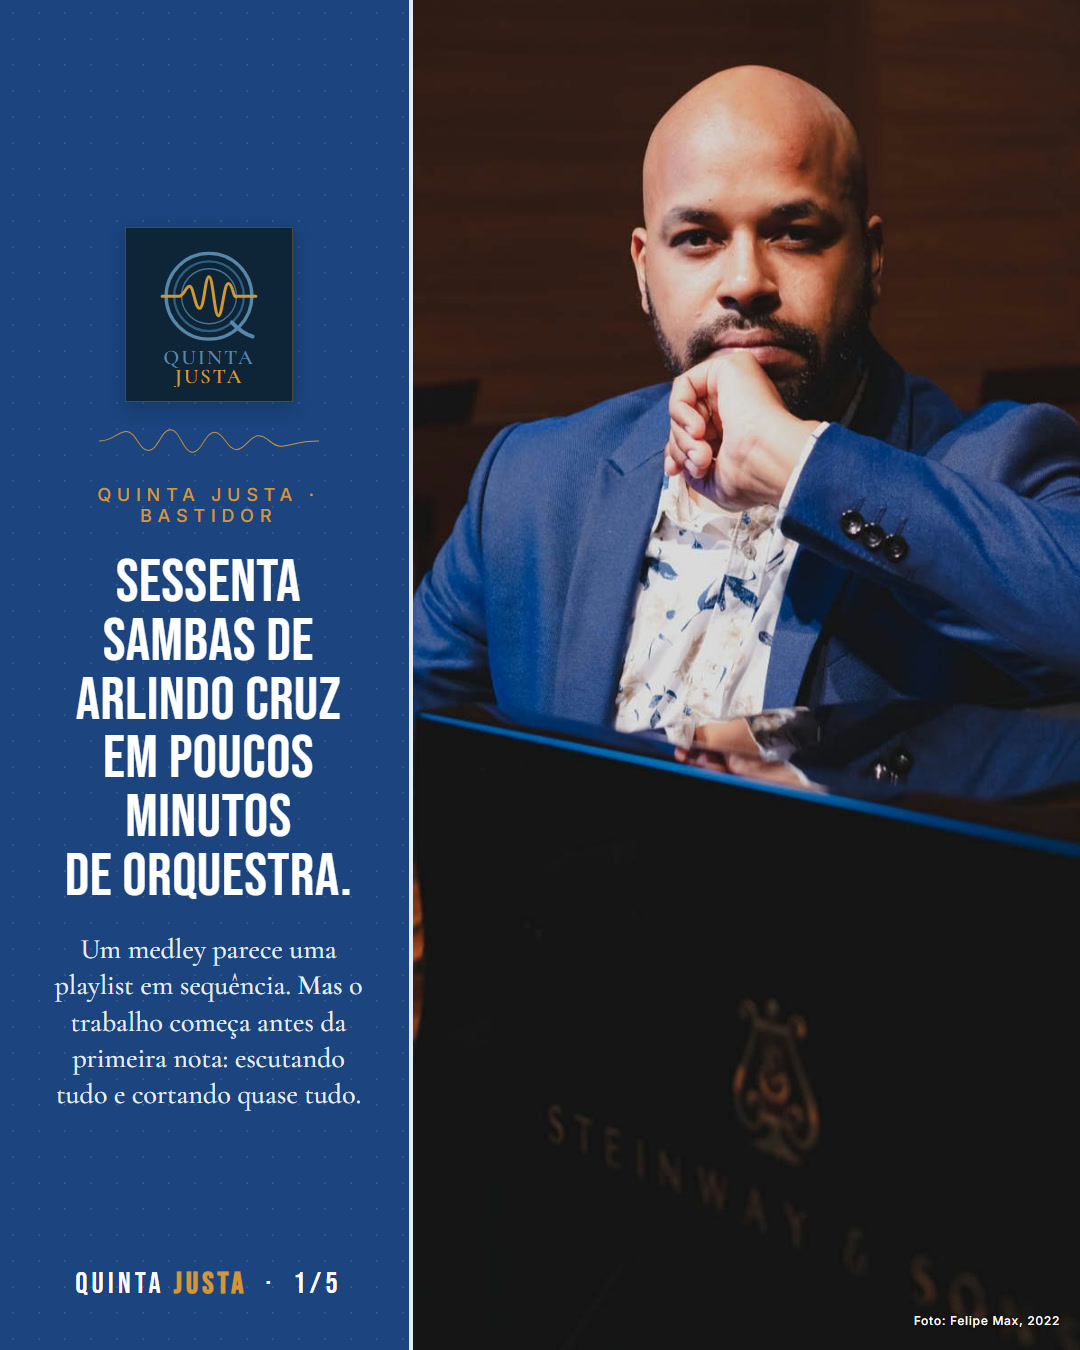 QUINTA
JUSTA
QUINTA JUSTA ·
BASTIDOR
SESSENTA
SAMBAS DE
ARLINDO CRUZ
EM POUCOS
MINUTOS
DE ORQUESTRA.
Um medley parece uma
playlist em sequência. Mas o
trabalho começa antes da
primeira nota: escutando
tudo e cortando quase tudo.
QUINTA JUSTA · 1/5
STEINWAY & SONS
Foto: Felipe Max, 2022